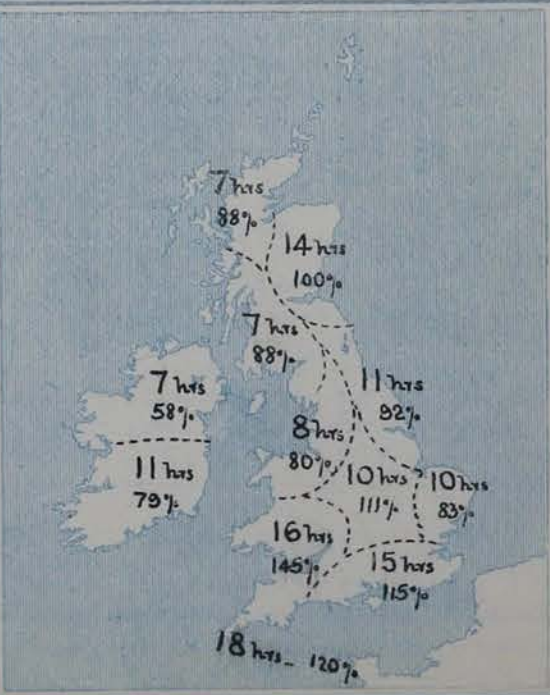 7 hrs
88%
14 hrs
100%
7 hrs
88%
7 hrs
58%
11 hrs
92%
8 hrs
80%
11 hrs
79%
10 hrs
111%
10 hrs
83%
16 hrs
145%
15 hrs
115%
18 hrs_ 120%